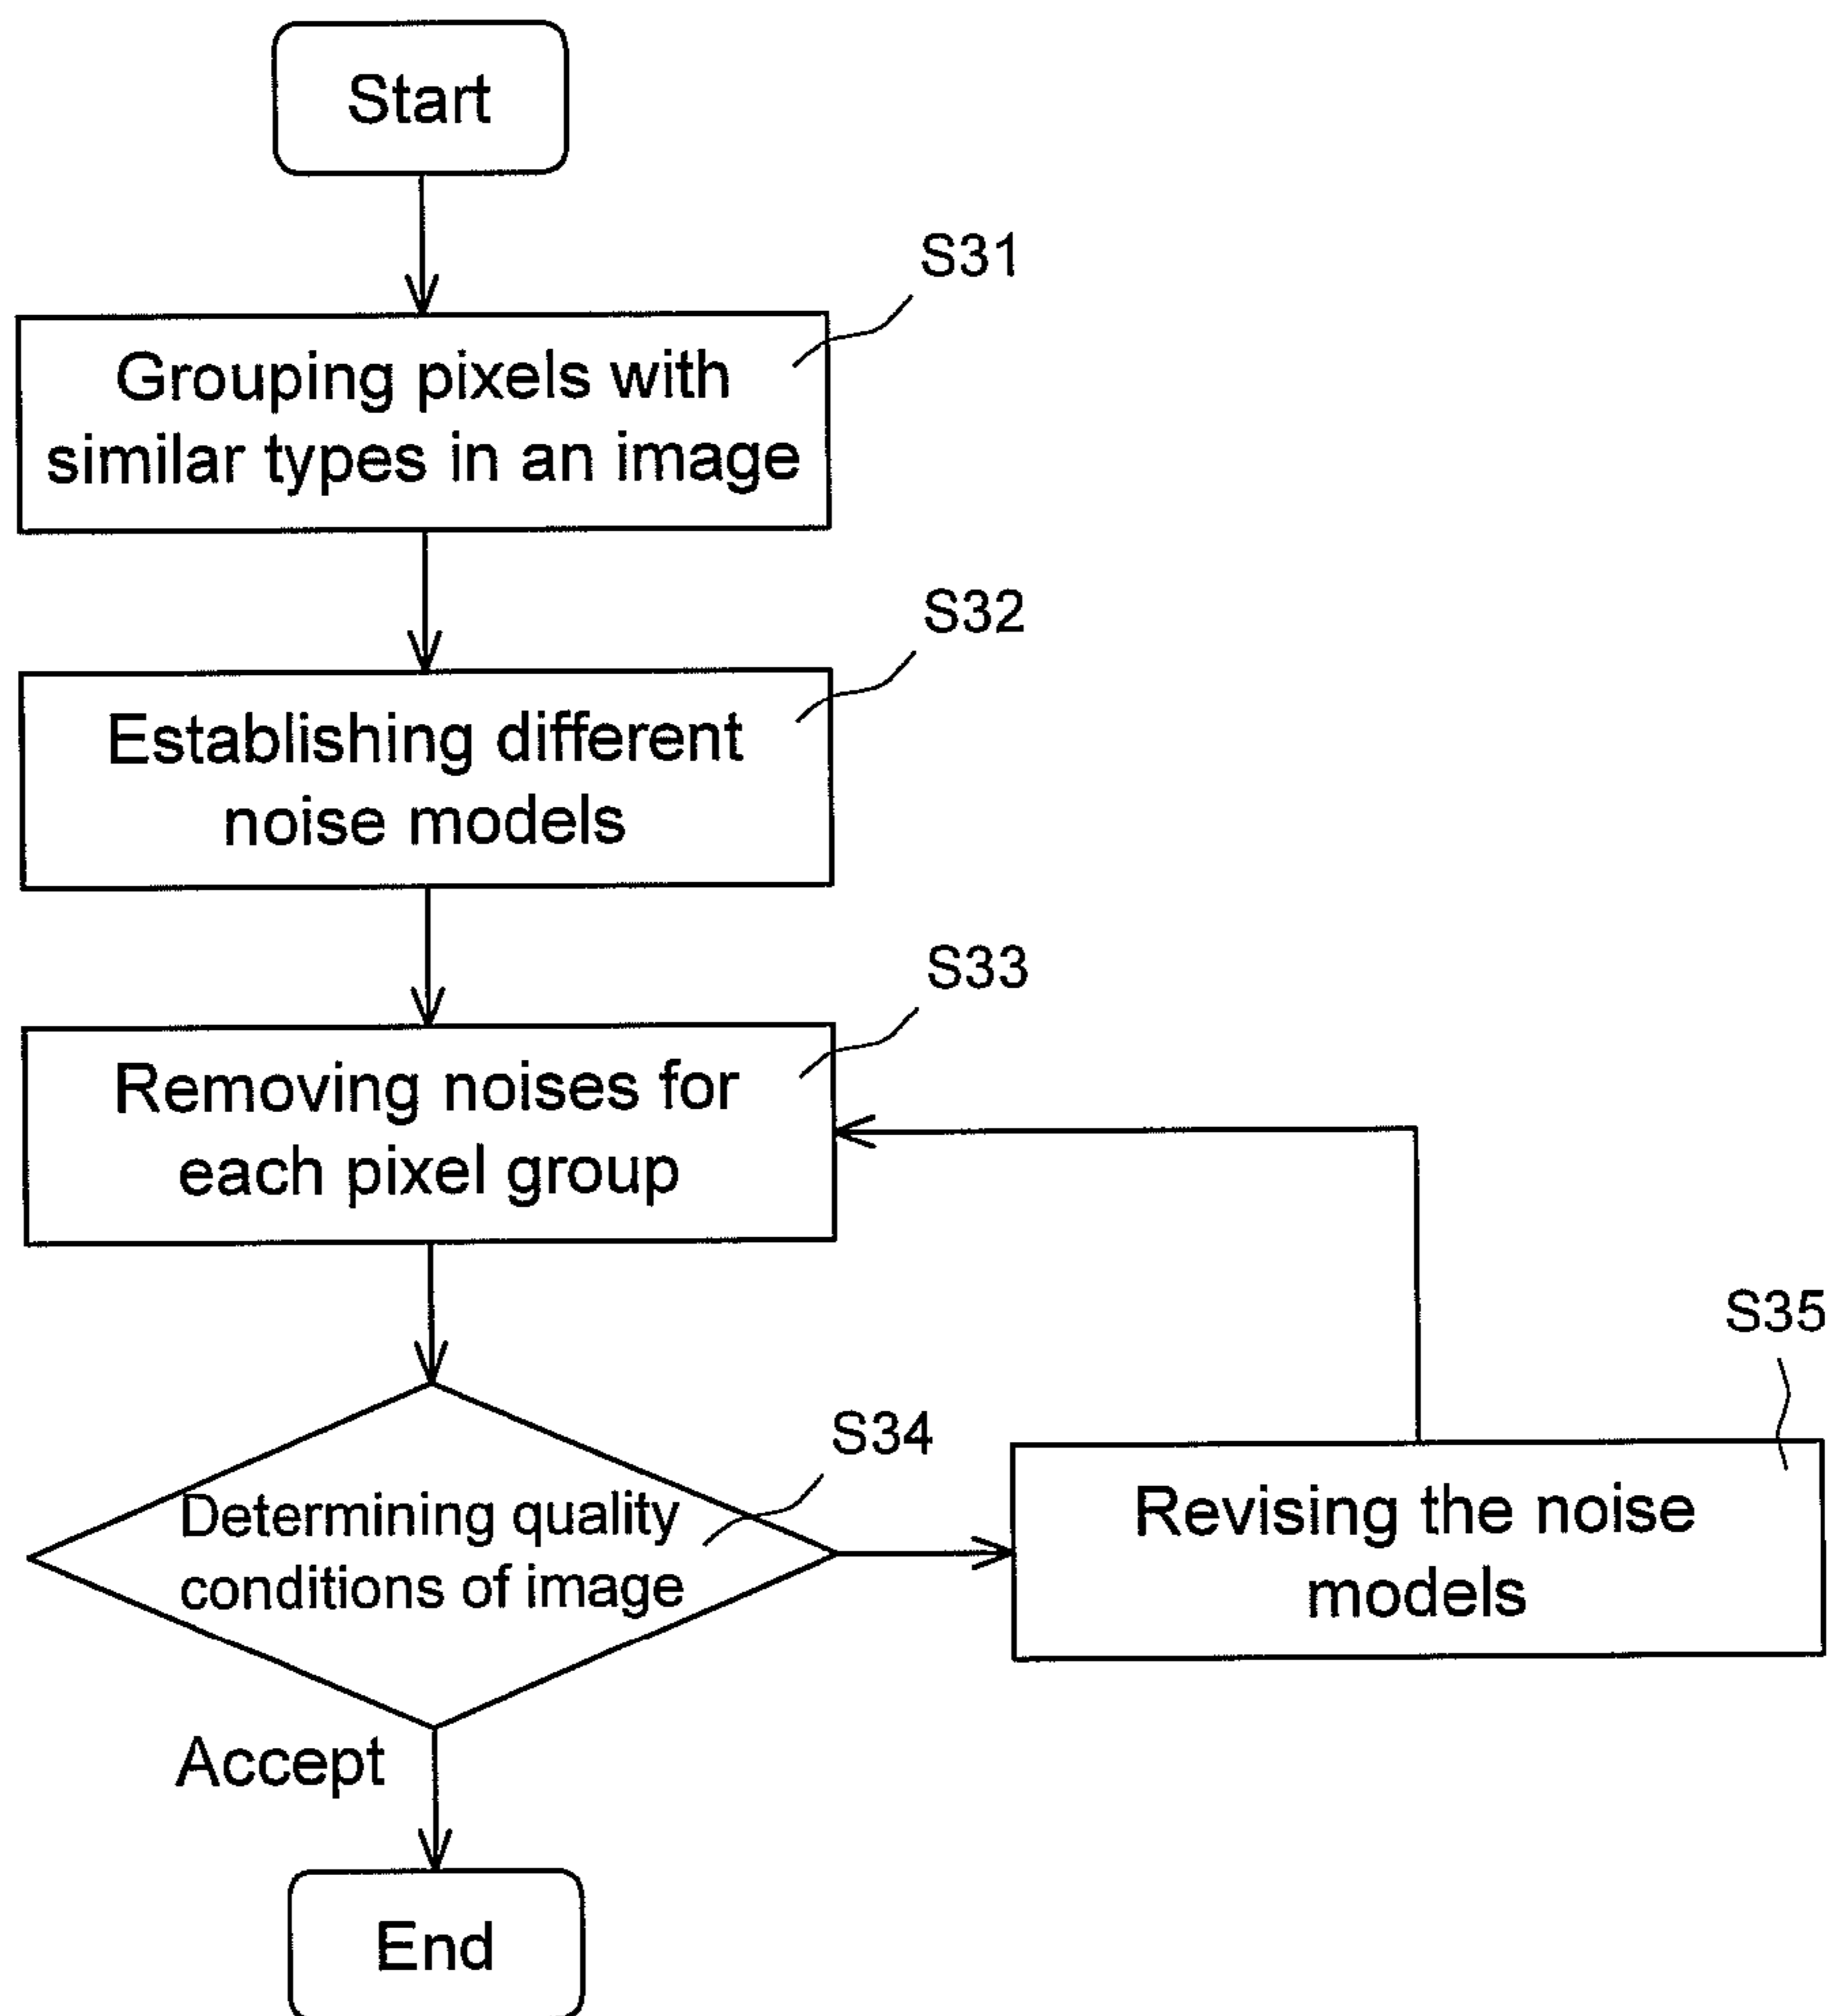 Start
S31
Grouping pixels with
similar types in an image
S32
Establishing different
noise models
S33
Removing noises for
each pixel group
S34
Determining quality
conditions of image
S35
Revising the noise
models
Accept
End